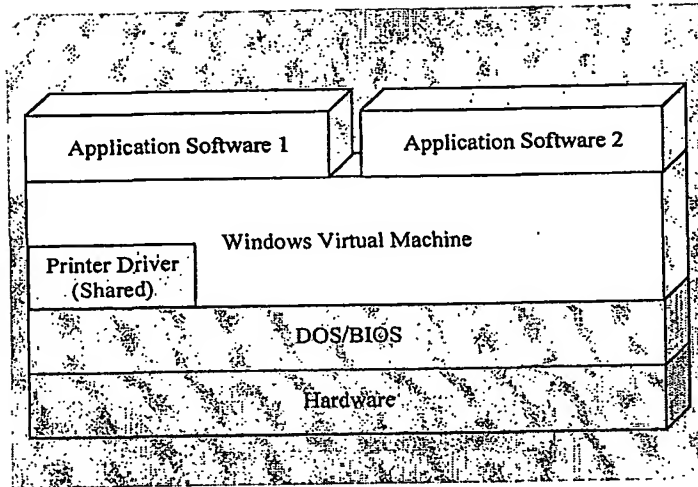 Application Software 1
Application Software 2
Windows Virtual Machine
Printer Driver
(Shared)
DOS/BIOS
Hardware